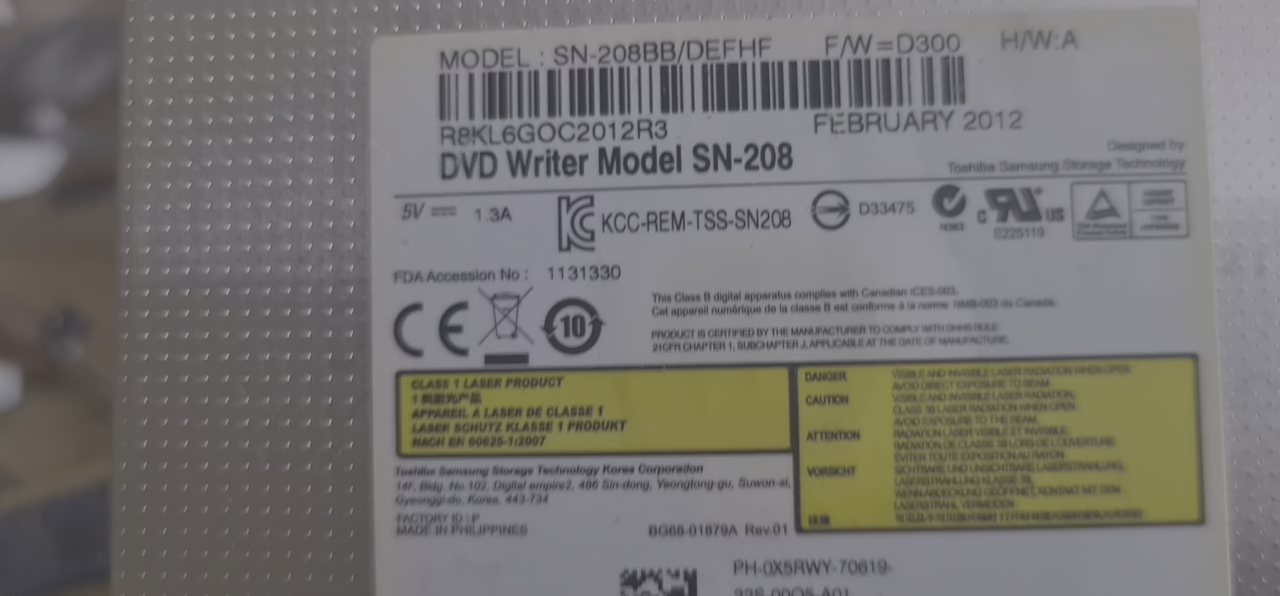 MODEL : SN-208BB/DEFHF F/W=D300 H/W:A
R8KL6GOC2012R3 FEBRUARY 2012
DVD Writer Model SN-208
Designed by
Toshiba Samsung Storage Technology
5V 1.3A KCC-REM-TSS-SN208 D33475 c US
E225119
FDA Accession No : 1131330
CE 10
This Class B digital apparatus complies with Canadian ICES-003.
Cet appareil numérique de la classe B est conforme à la norme NMB-003 du Canada.
PRODUCT IS CERTIFIED BY THE MANUFACTURER TO COMPLY WITH DHHS RULE
21CFR CHAPTER 1, SUBCHAPTER J, APPLICABLE AT THE DATE OF MANUFACTURE.
CLASS 1 LASER PRODUCT
APPAREIL A LASER DE CLASSE 1
LASER SCHUTZ KLASSE 1 PRODUKT
NACH EN 60825-1:2007
DANGER VISIBLE AND INVISIBLE LASER RADIATION WHEN OPEN
AVOID DIRECT EXPOSURE TO BEAM
CAUTION VISIBLE AND INVISIBLE LASER RADIATION,
CLASS 3B LASER RADIATION WHEN OPEN
AVOID EXPOSURE TO THE BEAM
ATTENTION RADIATION LASER VISIBLE ET INVISIBLE,
RADIATION DE CLASSE 3B LORS DE L'OUVERTURE
EVITER TOUTE EXPOSITION AU RAYON
VORSICHT SICHTBARE UND UNSICHTBARE LASERSTRAHLUNG,
LASERSTRAHLUNG KLASSE 3B,
WENN ABDECKUNG GEÖFFNET, NICHT DEM
LASERSTRAHL VERMEIDEN
Toshiba Samsung Storage Technology Korea Corporation
14F, Bldg. No.102, Digital empire2, 486 Sin-dong, Yeongtong-gu, Suwon-si,
Gyeonggi-do, Korea, 443-734
FACTORY ID : P
MADE IN PHILIPPINES BG68-01879A Rev.01
PH-0X5RWY-70619-